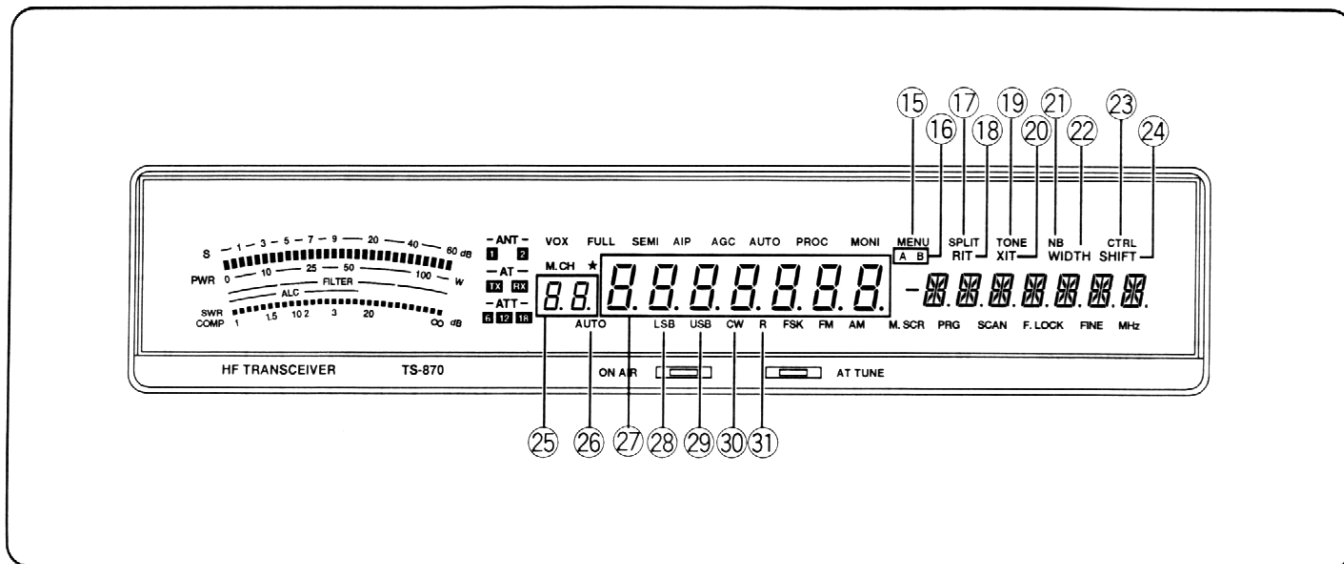 ⑮ ⑰ ⑲ ㉑ ㉓
⑯ ⑱ ⑳ ㉒ ㉔
S 1 3 5 7 9 20 40 60 dB
PWR 0 10 25 50 100 W
FILTER
ALC
SWR
COMP 1 1.5 10 2 3 20 ∞ dB
- ANT -
1 2
- AT -
TX RX
- ATT -
6 12 18
VOX FULL SEMI AIP AGC AUTO PROC MONI MENU SPLIT TONE NB CTRL
A B RIT XIT WIDTH SHIFT
M.CH ★
8.8. 8.8.8.8.8.8.8.
AUTO LSB USB CW R FSK FM AM M.SCR PRG SCAN F.LOCK FINE MHz
HF TRANSCEIVER TS-870 ON AIR AT TUNE
㉕ ㉖ ㉗ ㉘ ㉙ ㉚ ㉛